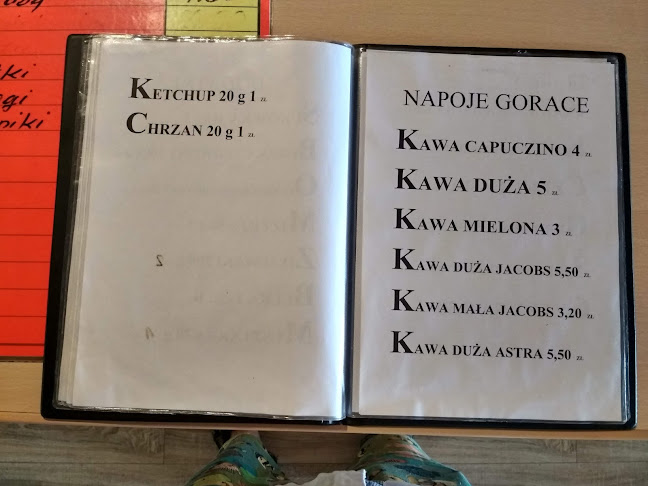 KETCHUP 20 g 1 ZŁ
CHRZAN 20 g 1 ZŁ
NAPOJE GORACE
KAWA CAPUCZINO 4 ZŁ
KAWA DUŻA 5 ZŁ
KAWA MIELONA 3 ZŁ
KAWA DUŻA JACOBS 5,50 ZŁ
KAWA MAŁA JACOBS 3,20 ZŁ
KAWA DUŻA ASTRA 5,50 ZŁ